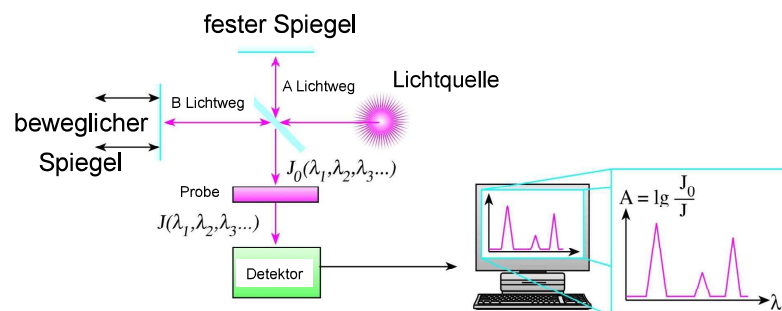 fester Spiegel
A Lichtweg
Lichtquelle
B Lichtweg
beweglicher
Spiegel
J₀(λ₁,λ₂,λ₃...)
Probe
J(λ₁,λ₂,λ₃...)
Detektor
A = lg J₀/J
λ